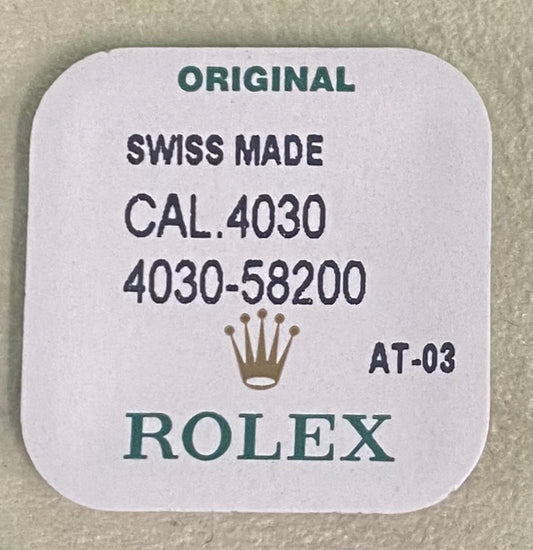 ORIGINAL
SWISS MADE
CAL.4030
4030-58200
AT-03
ROLEX